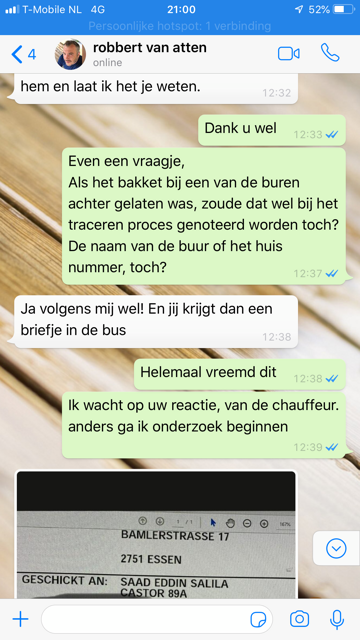 T-Mobile NL 4G 21:00 52%
Persoonlijke hotspot: 1 verbinding
4 robbert van atten
online
hem en laat ik het je weten.
12:32
Dank u wel
12:33
Even een vraagje,
Als het bakket bij een van de buren
achter gelaten was, zoude dat wel bij het
traceren proces genoteerd worden toch?
De naam van de buur of het huis
nummer, toch?
12:37
Ja volgens mij wel! En jij krijgt dan een
briefje in de bus
12:38
Helemaal vreemd dit
12:38
Ik wacht op uw reactie, van de chauffeur.
anders ga ik onderzoek beginnen
12:39
1 / 1 167%
BAMLERSTRASSE 17
2751 ESSEN
GESCHICKT AN: SAAD EDDIN SALILA
CASTOR 89A